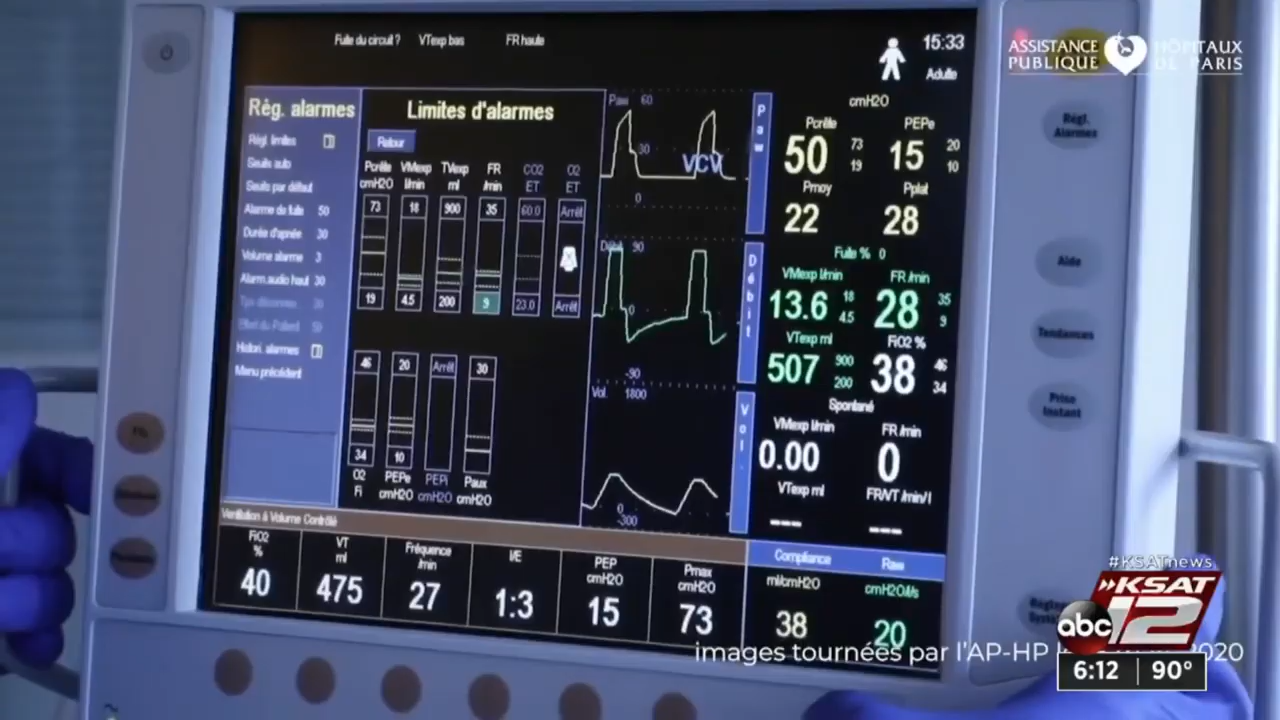 Fuite du circuit ? VTexp bas FR haute
15:33
Adulte
ASSISTANCE PUBLIQUE HÔPITAUX DE PARIS
Règ. alarmes
Régl. limites
Seuils auto
Seuils par défaut
Alarme de fuite 50
Durée d'apnée 30
Volume alarme 3
Alarm audio haut 30
Histori. alarmes
Menu précédent
Limites d'alarmes
Retour
Pcrête VMexp TVexp FR CO2 O2
cmH2O l/min ml /min ET ET
73 18 900 35 60.0 Arrêt
19 4.5 200 9 23.0 Arrêt
46 20 Arrêt 30
34 10
O2 PEPe PEPi Paux
Fi cmH2O cmH2O cmH2O
Paw 60
30
VCV
0
Paw
Débit 90
0
-90
Débit
Vol. 1800
0
-300
Vol.
cmH2O
Pcrête PEPe
50 73 19 15 20 10
Pmoy Pplat
22 28
Fuite % 0
VMexp l/min FR /min
13.6 18 4.5 28 35 9
VTexp ml FiO2 %
507 900 200 38 46 34
Spontané
VMexp l/min FR /min
0.00 0
VTexp ml FR/VT /min/l
--- ---
Ventilation à Volume Contrôlé
FiO2 % 40
VT ml 475
Fréquence /min 27
I/E 1:3
PEP cmH2O 15
Pmax cmH2O 73
Compliance Raw
ml/cmH2O cmH2O/l/s
38 20
Régl. Alarmes
Aide
Tendances
Prise Instant
images tournées par l'AP-HP
2020
#KSATnews
KSAT
abc 12
6:12 90°